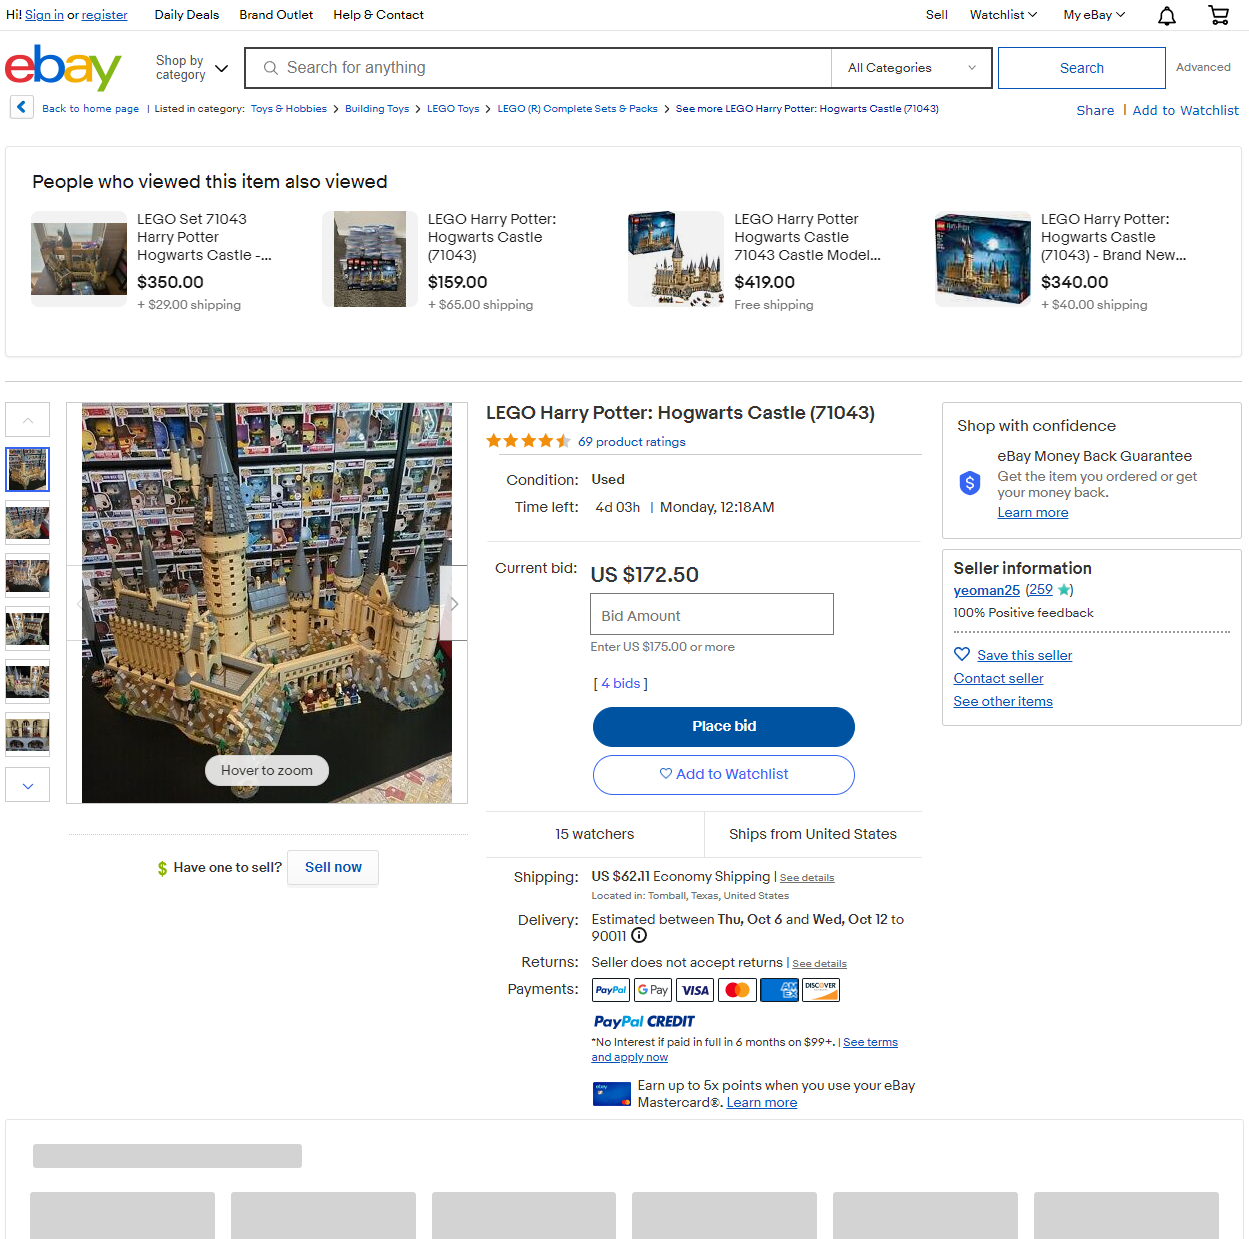 Hi! Sign in or register
Daily Deals
Brand Outlet
Help & Contact
Sell
Watchlist
My eBay
ebay
Shop by
category
Search for anything
All Categories
Search
Advanced
Back to home page
| Listed in category:
Toys & Hobbies
Building Toys
LEGO Toys
LEGO (R) Complete Sets & Packs
See more LEGO Harry Potter: Hogwarts Castle (71043)
Share
|
Add to Watchlist
People who viewed this item also viewed
LEGO Set 71043
Harry Potter
Hogwarts Castle -...
$350.00
+ $29.00 shipping
LEGO Harry Potter:
Hogwarts Castle
(71043)
$159.00
+ $65.00 shipping
LEGO Harry Potter
Hogwarts Castle
71043 Castle Model...
$419.00
Free shipping
LEGO Harry Potter:
Hogwarts Castle
(71043) - Brand New...
$340.00
+ $40.00 shipping
Hover to zoom
$ Have one to sell?
Sell now
LEGO Harry Potter: Hogwarts Castle (71043)
69 product ratings
Condition: Used
Time left: 4d 03h | Monday, 12:18AM
Current bid: US $172.50
Bid Amount
Enter US $175.00 or more
[ 4 bids ]
Place bid
Add to Watchlist
15 watchers
Ships from United States
Shipping: US $62.11 Economy Shipping | See details
Located in: Tomball, Texas, United States
Delivery: Estimated between Thu, Oct 6 and Wed, Oct 12 to
90011
Returns: Seller does not accept returns | See details
Payments: PayPal G Pay VISA AMEX DISCOVER
PayPal CREDIT
*No Interest if paid in full in 6 months on $99+. | See terms
and apply now
Earn up to 5x points when you use your eBay
Mastercard®. Learn more
Shop with confidence
eBay Money Back Guarantee
Get the item you ordered or get
your money back.
Learn more
Seller information
yeoman25 (259)
100% Positive feedback
Save this seller
Contact seller
See other items